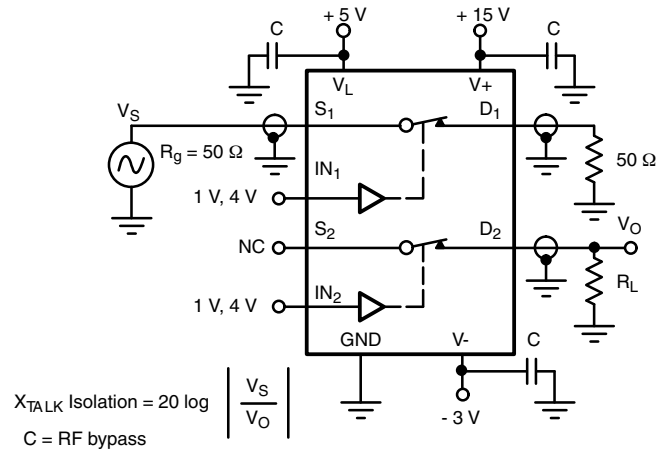 + 5 V
+ 15 V
C
C
V_L
V+
V_S
S_1
D_1
R_g = 50 Ω
50 Ω
IN_1
1 V, 4 V
S_2
D_2
V_O
NC
R_L
IN_2
1 V, 4 V
GND
V-
C
- 3 V
X_TALK Isolation = 20 log | V_S / V_O |
C = RF bypass